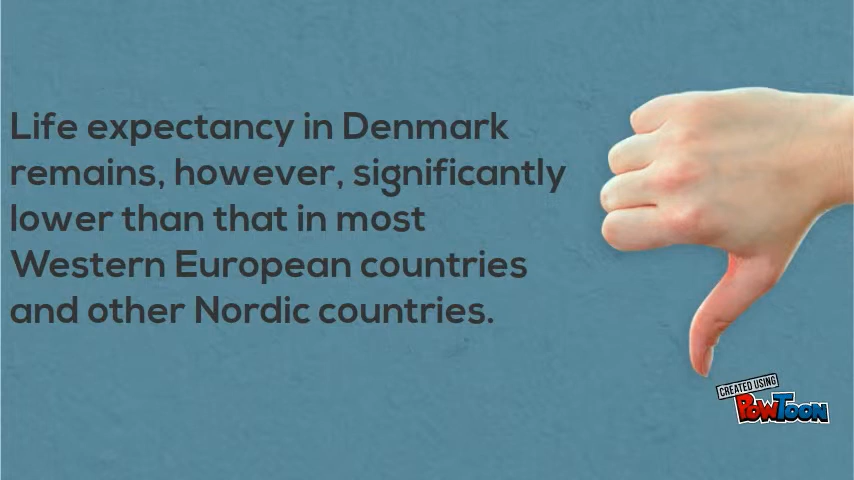 Life expectancy in Denmark
remains, however, significantly
lower than that in most
Western European countries
and other Nordic countries.
CREATED USING
POWTOON